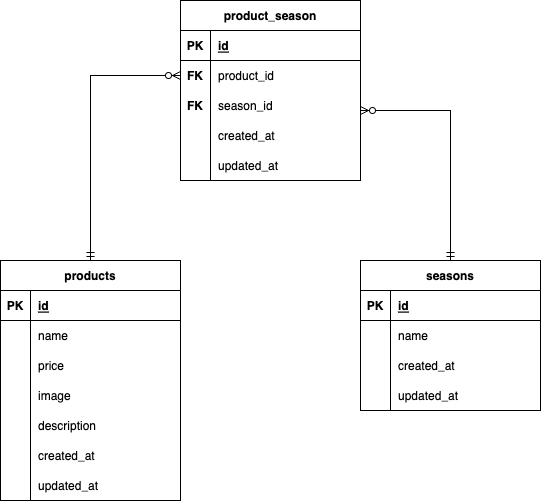 product_season
PK id
FK product_id
FK season_id
created_at
updated_at
products
PK id
name
price
image
description
created_at
updated_at
seasons
PK id
name
created_at
updated_at